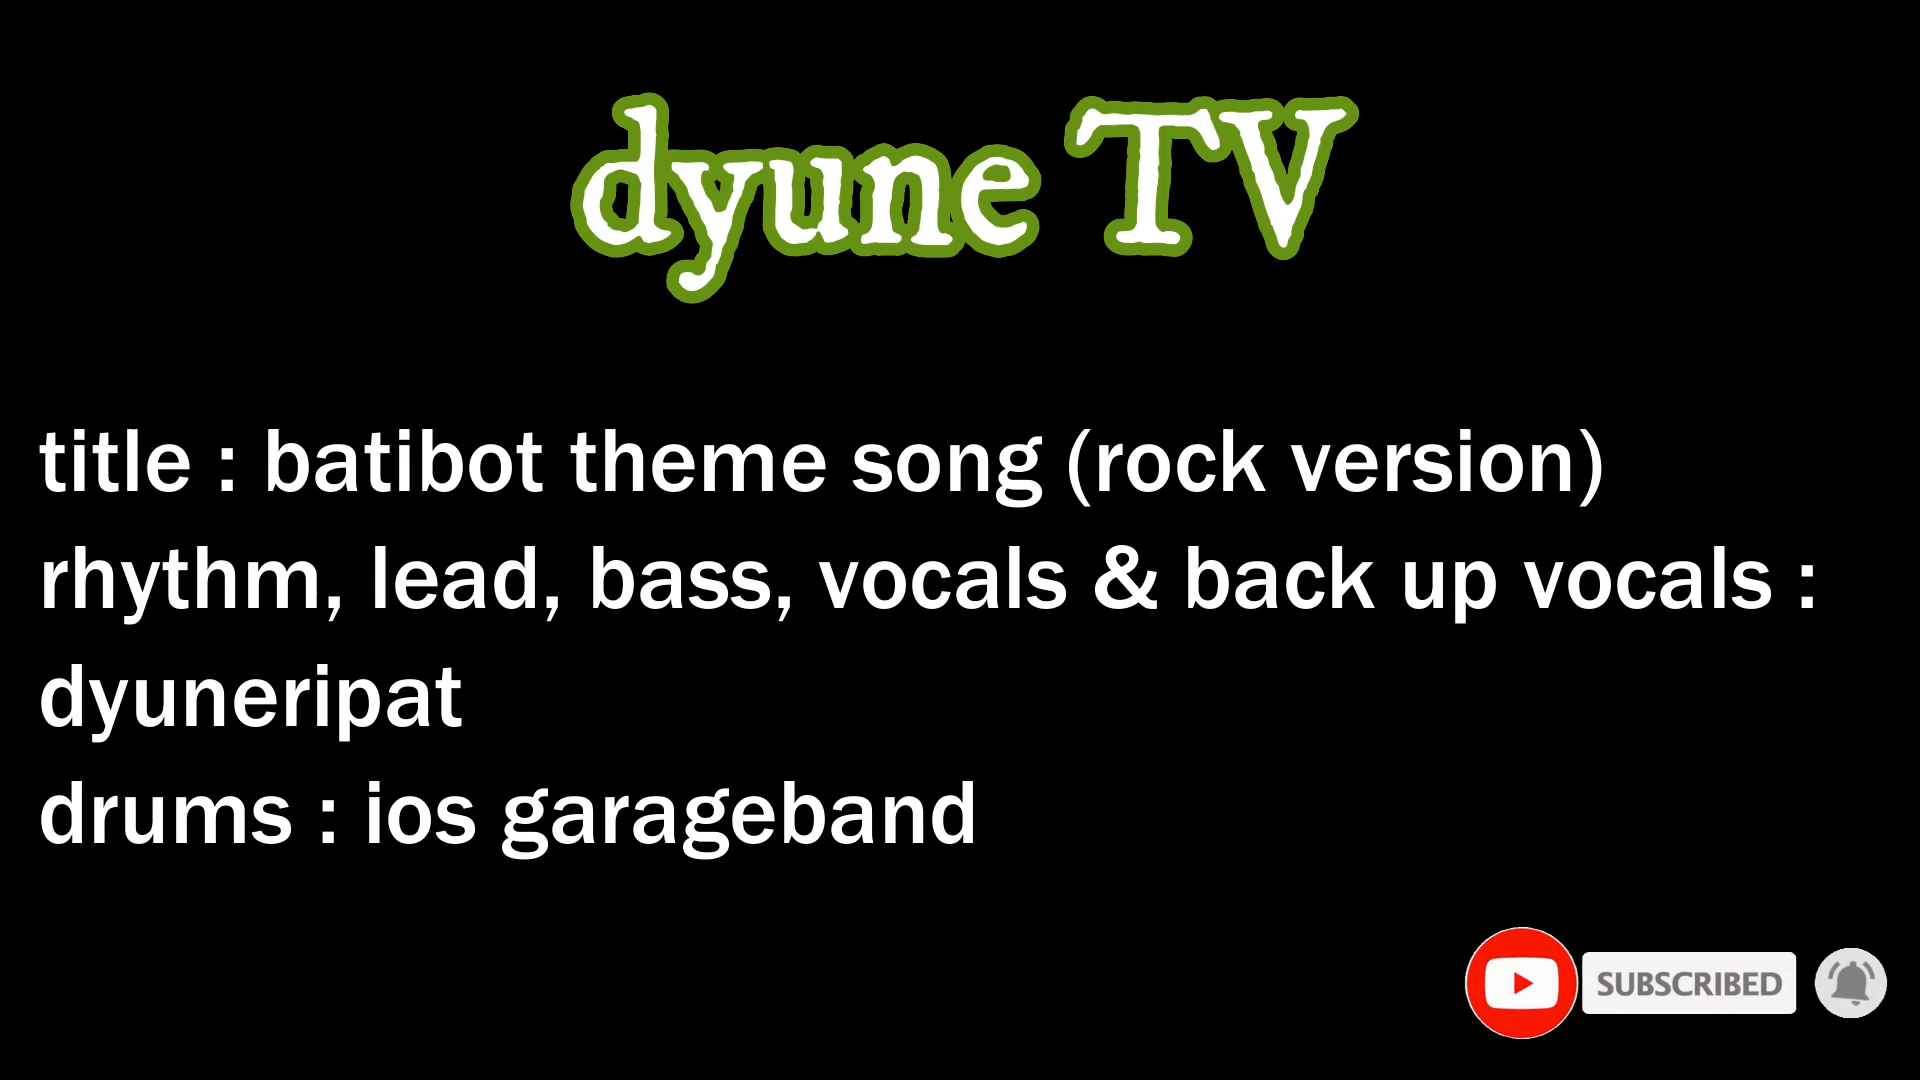 dyune TV
title : batibot theme song (rock version)
rhythm, lead, bass, vocals & back up vocals :
dyuneripat
drums : ios garageband
SUBSCRIBED